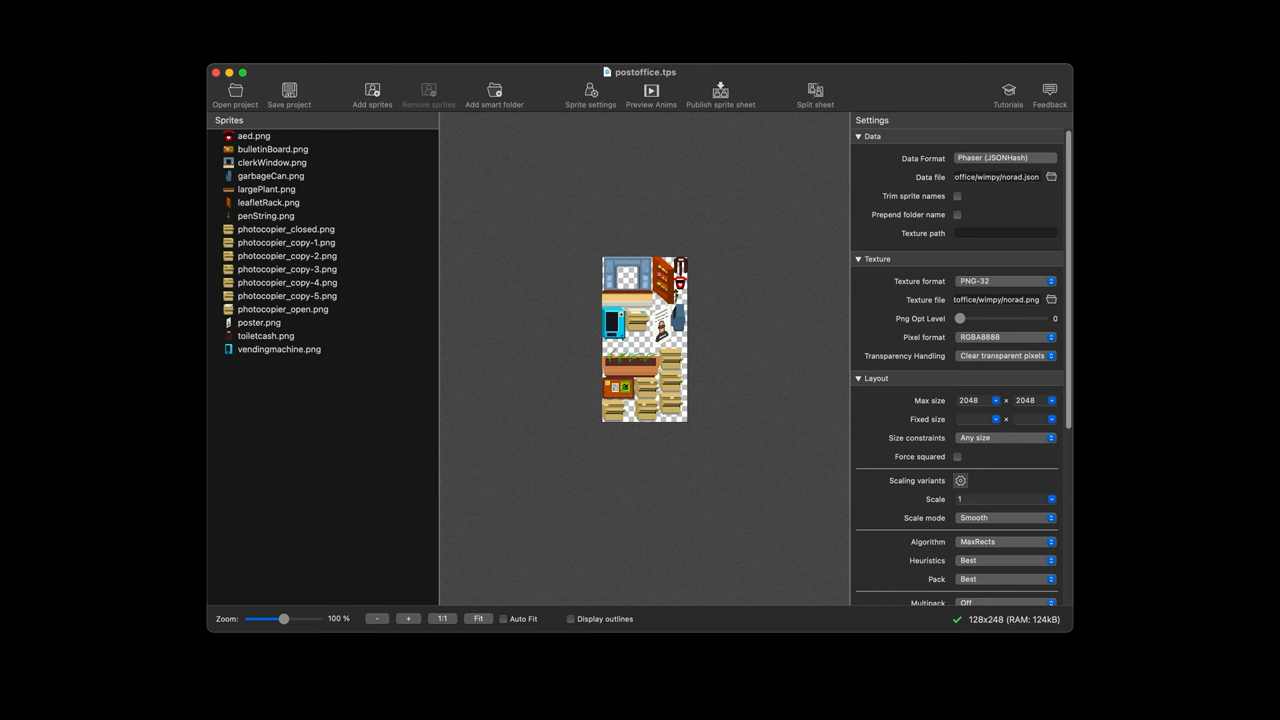 postoffice.tps
Open project
Save project
Add sprites
Remove sprites
Add smart folder
Sprite settings
Preview Anims
Publish sprite sheet
Split sheet
Tutorials
Feedback
Sprites
aed.png
bulletinBoard.png
clerkWindow.png
garbageCan.png
largePlant.png
leafletRack.png
penString.png
photocopier_closed.png
photocopier_copy-1.png
photocopier_copy-2.png
photocopier_copy-3.png
photocopier_copy-4.png
photocopier_copy-5.png
photocopier_open.png
poster.png
toiletcash.png
vendingmachine.png
Settings
Data
Data Format Phaser (JSONHash)
Data file :office/wimpy/norad.json
Trim sprite names
Prepend folder name
Texture path
Texture
Texture format PNG-32
Texture file :office/wimpy/norad.png
Png Opt Level 0
Pixel format RGBA8888
Transparency Handling Clear transparent pixels
Layout
Max size 2048 × 2048
Fixed size ×
Size constraints Any size
Force squared
Scaling variants
Scale 1
Scale mode Smooth
Algorithm MaxRects
Heuristics Best
Pack Best
Multipack Off
Zoom: 100 % - + 1:1 Fit Auto Fit Display outlines 128x248 (RAM: 124kB)